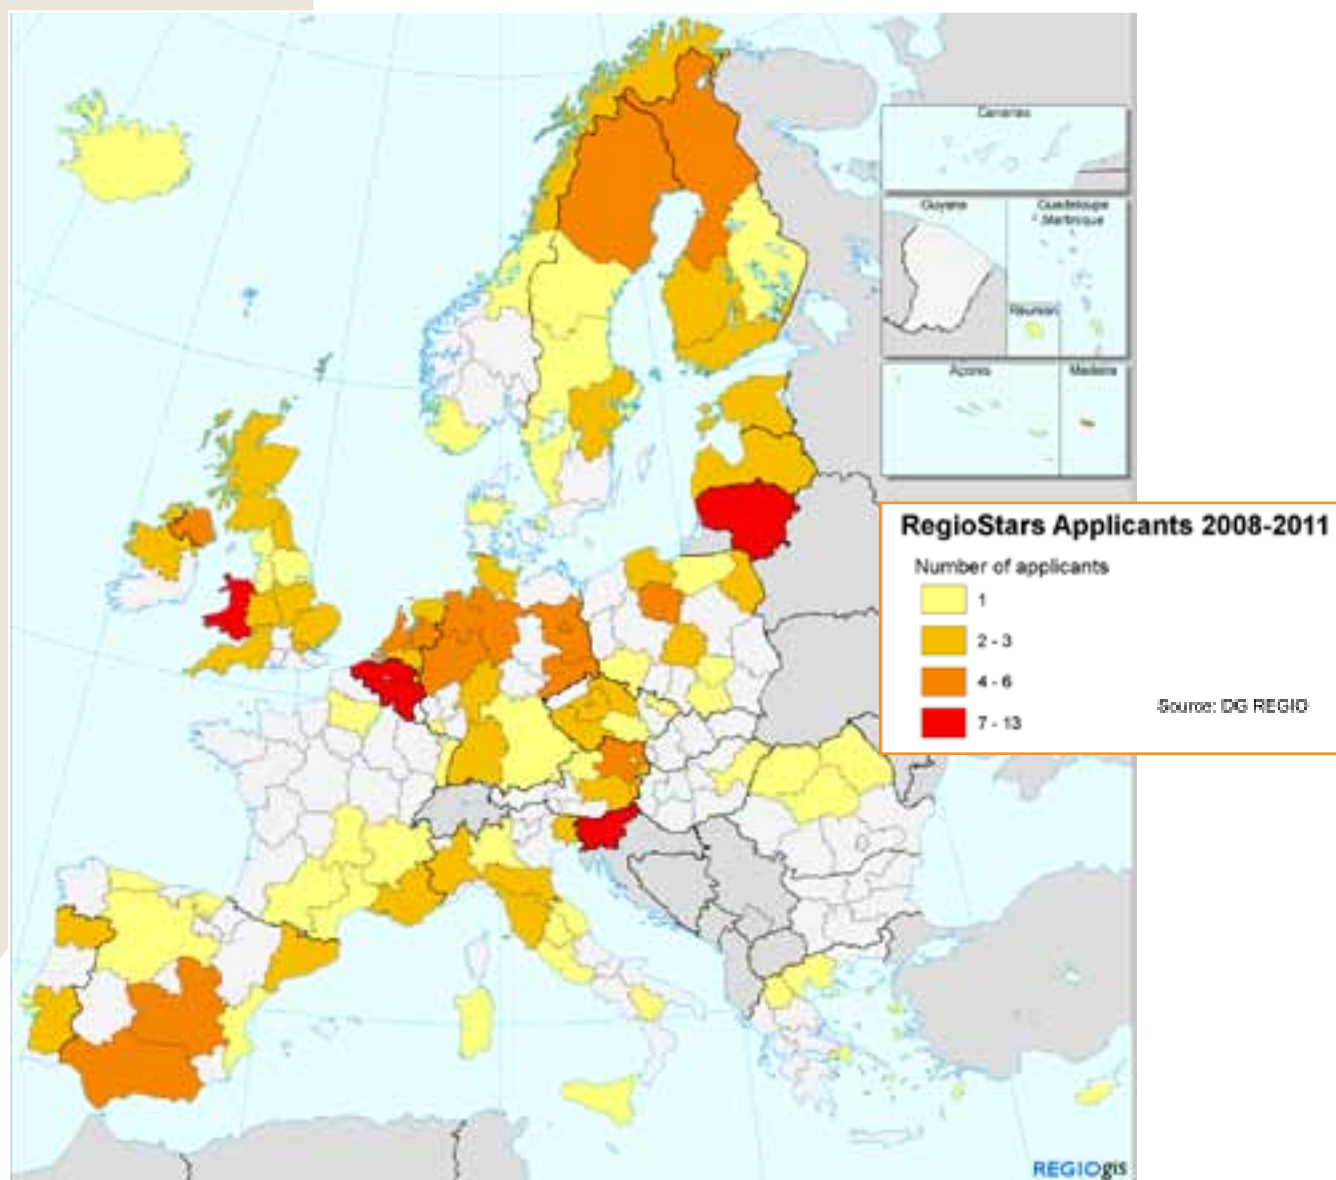 Canarias
Guyane
Guadeloupe
Martinique
Réunion
Açores
Madeira
RegioStars Applicants 2008-2011
Number of applicants
1
2 - 3
4 - 6
7 - 13
Source: DG REGIO
REGIOgis